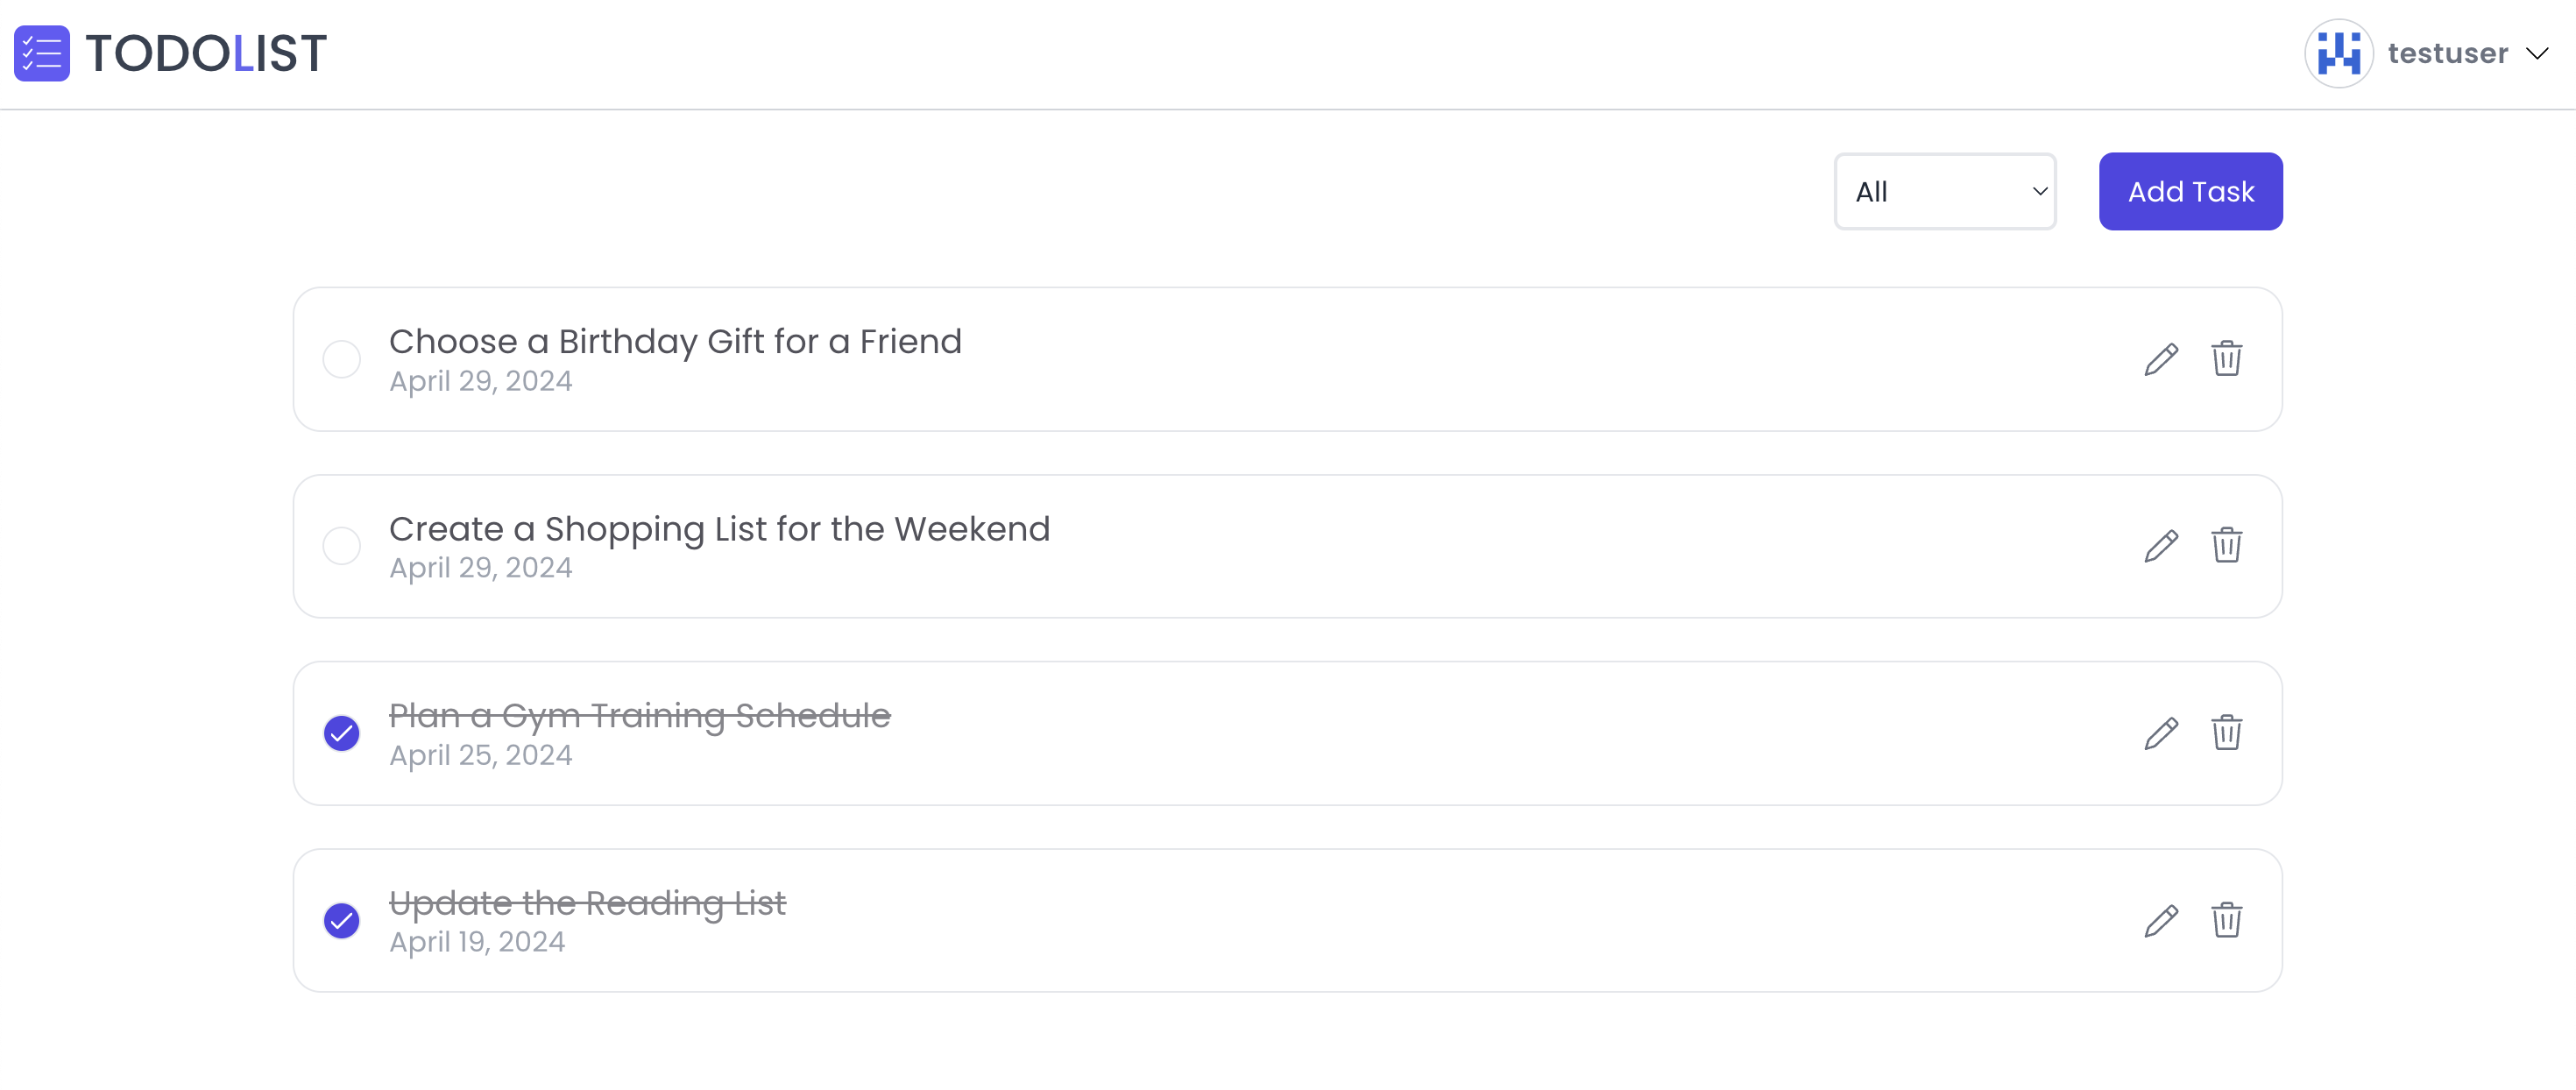 TODOLIST
testuser
All
Add Task
Choose a Birthday Gift for a Friend
April 29, 2024
Create a Shopping List for the Weekend
April 29, 2024
Plan a Gym Training Schedule
April 25, 2024
Update the Reading List
April 19, 2024